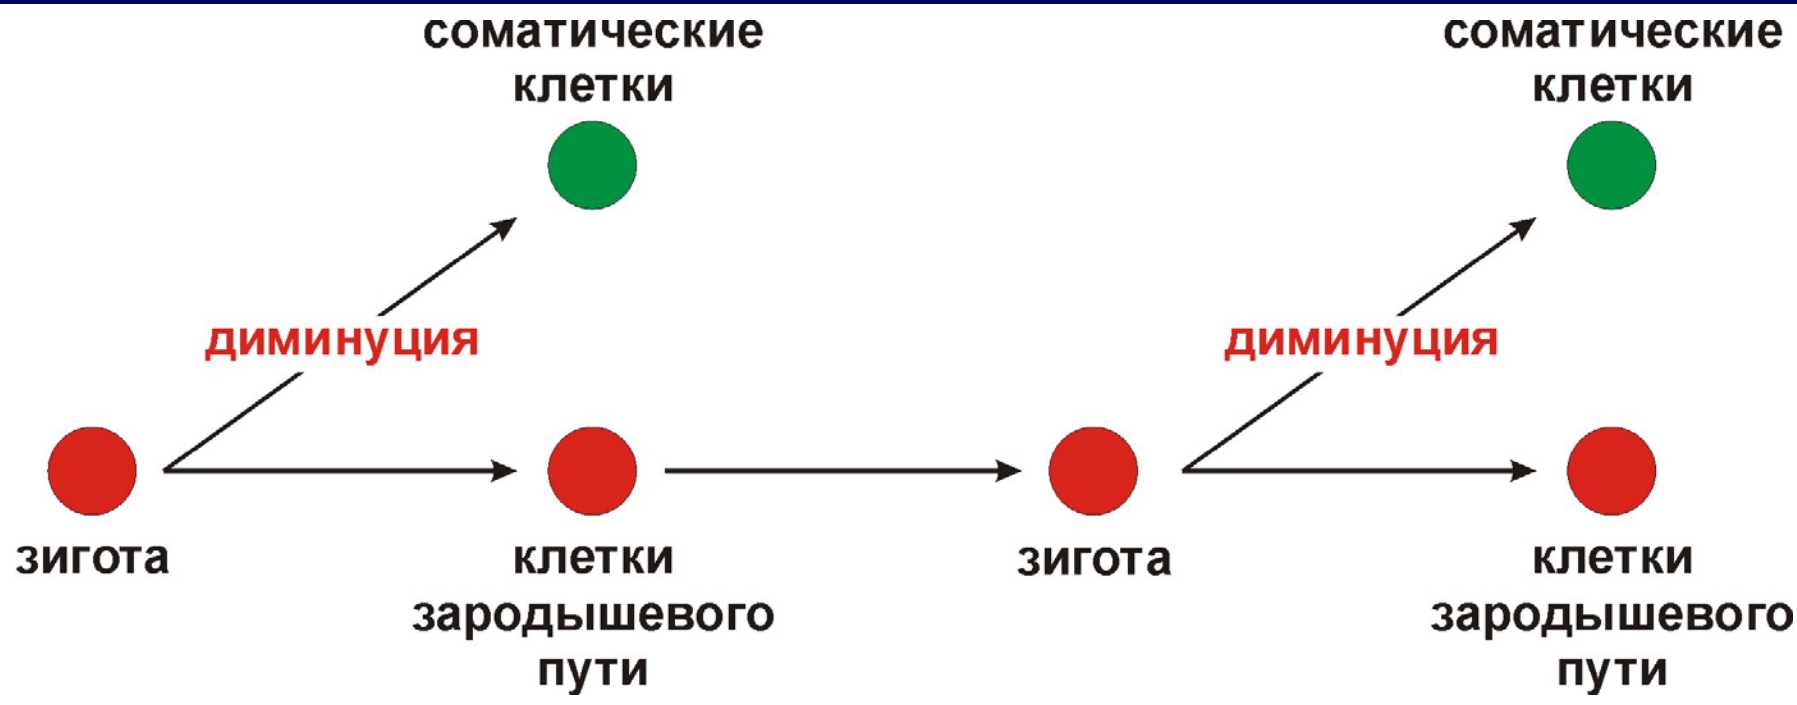 соматические
клетки
соматические
клетки
диминуция
диминуция
зигота
клетки
зародышевого
пути
зигота
клетки
зародышевого
пути